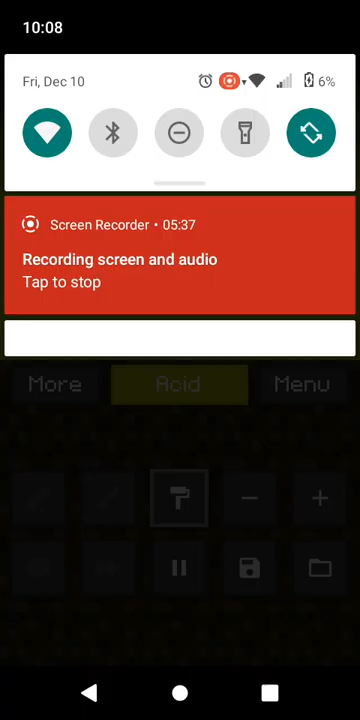 10:08
Fri, Dec 10
6%
Screen Recorder • 05:37
Recording screen and audio
Tap to stop
More
Acid
Menu